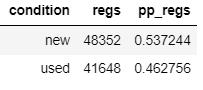 condition regs pp_regs
new 48352 0.537244
used 41648 0.462756